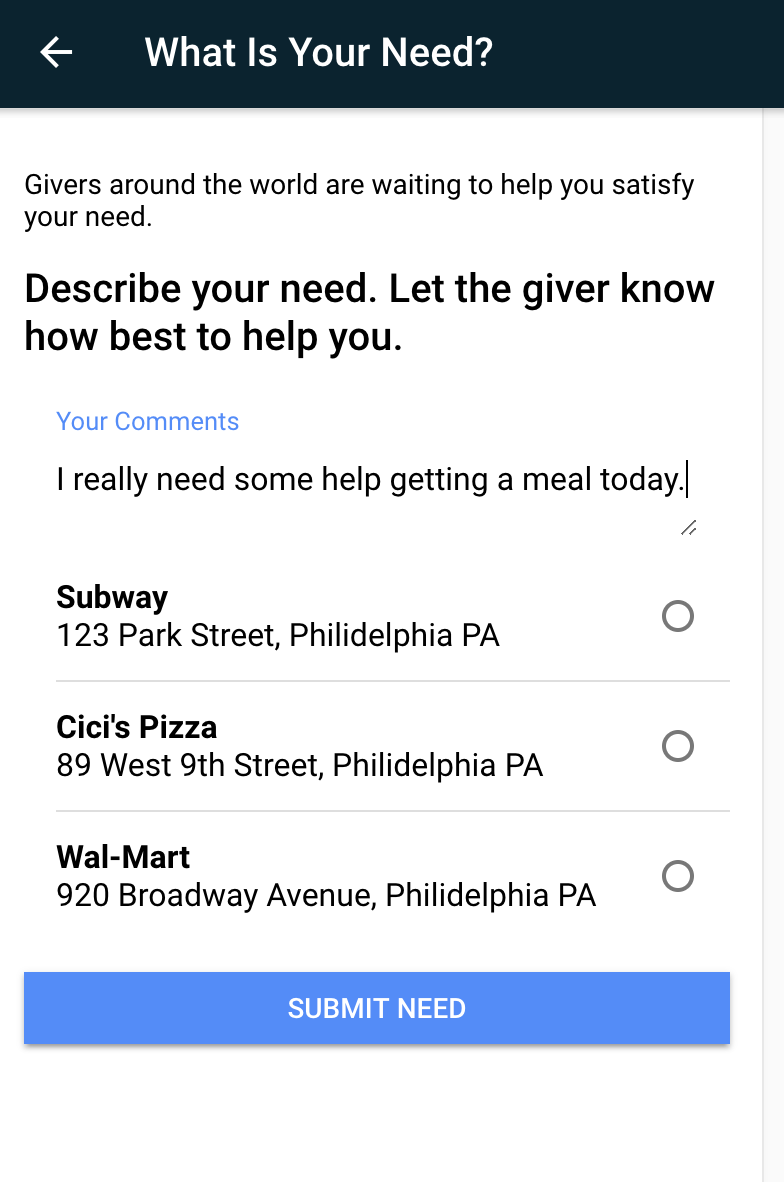 What Is Your Need?
Givers around the world are waiting to help you satisfy
your need.
Describe your need. Let the giver know
how best to help you.
Your Comments
I really need some help getting a meal today.
Subway
123 Park Street, Philidelphia PA
Cici's Pizza
89 West 9th Street, Philidelphia PA
Wal-Mart
920 Broadway Avenue, Philidelphia PA
SUBMIT NEED